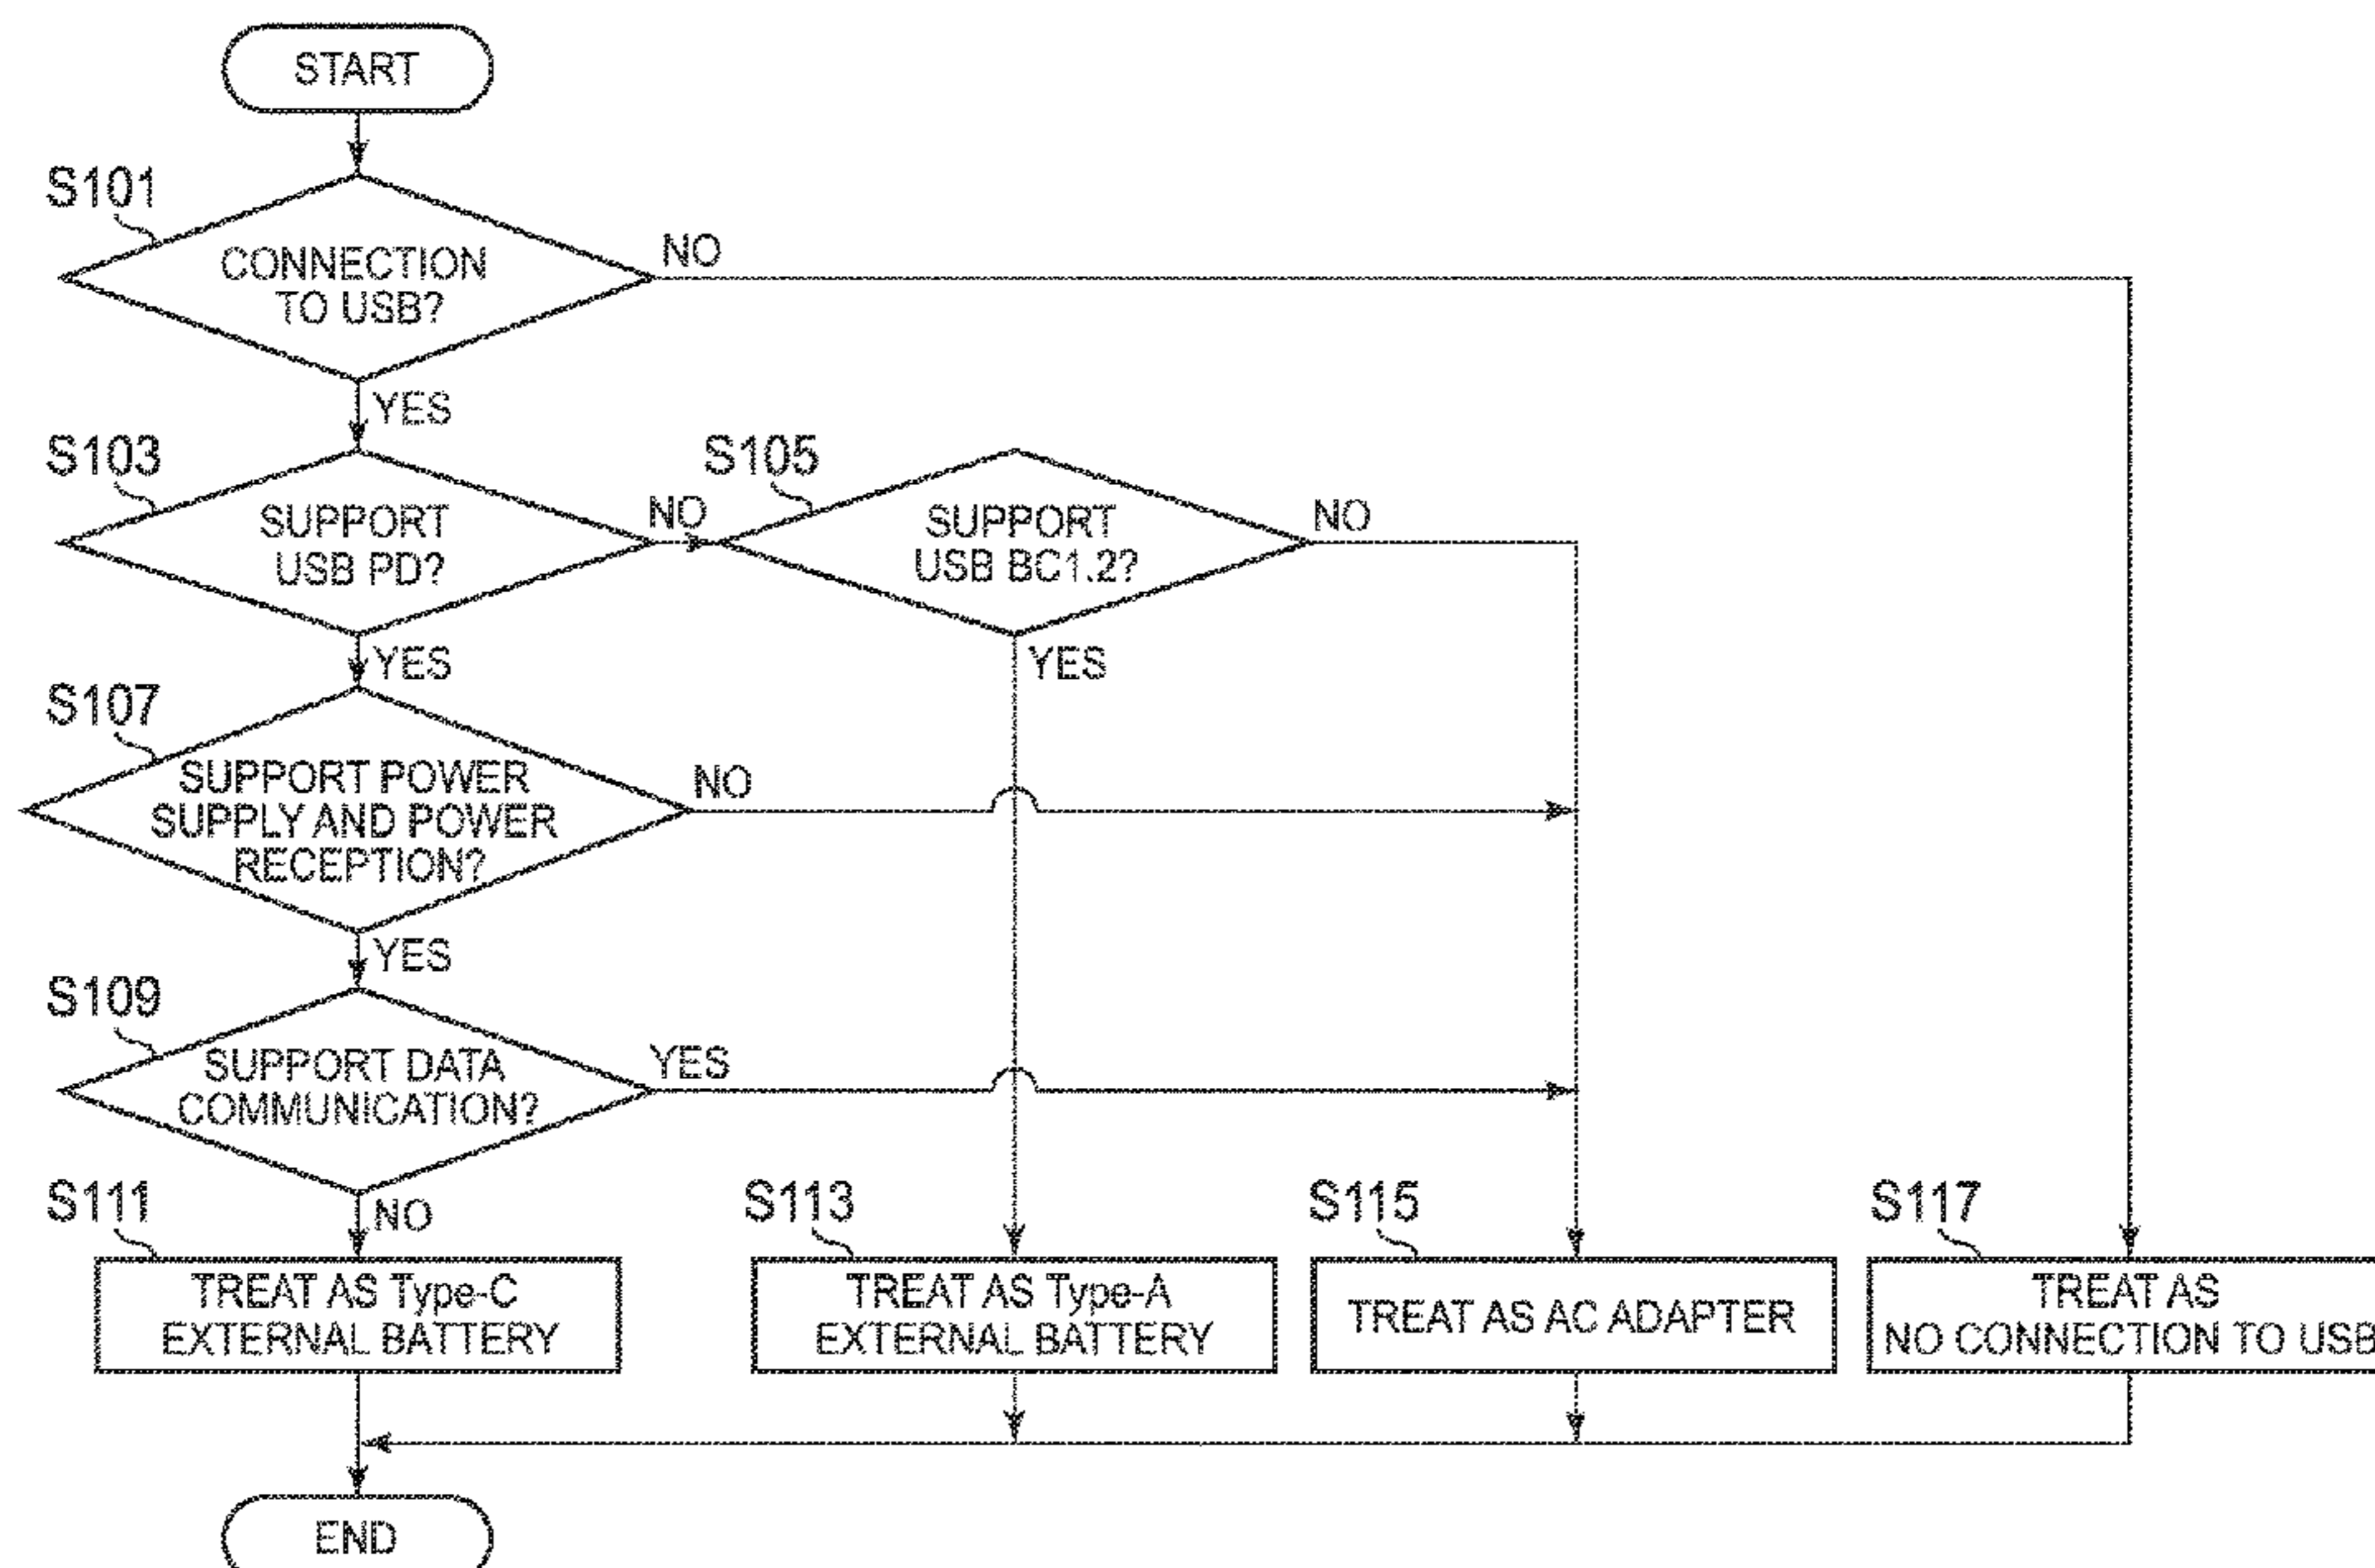 START
S101
CONNECTION
TO USB?
NO
YES
S103
SUPPORT
USB PD?
NO
S105
SUPPORT
USB BC1.2?
NO
YES
YES
S107
SUPPORT POWER
SUPPLY AND POWER
RECEPTION?
NO
YES
S109
SUPPORT DATA
COMMUNICATION?
YES
NO
S111
TREAT AS Type-C
EXTERNAL BATTERY
S113
TREAT AS Type-A
EXTERNAL BATTERY
S115
TREAT AS AC ADAPTER
S117
TREAT AS
NO CONNECTION TO USB
END